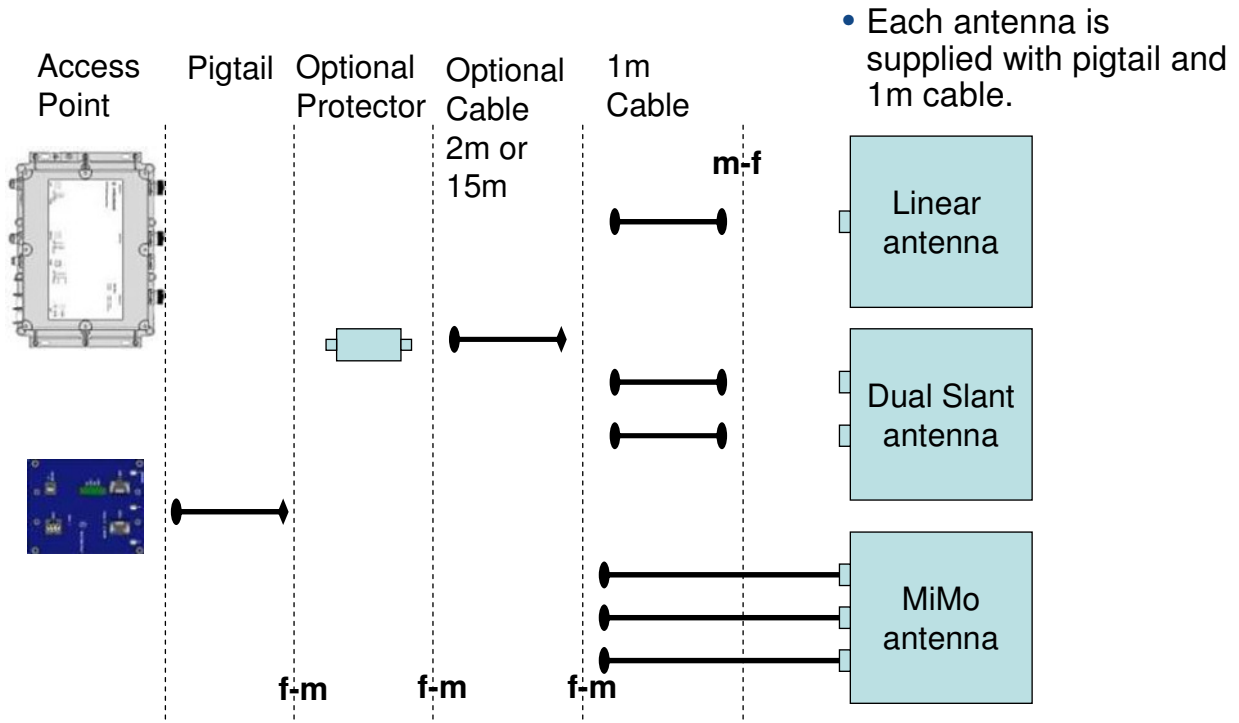 Access
Point
Pigtail
Optional
Protector
Optional
Cable
2m or
15m
1m
Cable
• Each antenna is
supplied with pigtail and
1m cable.
m-f
Linear
antenna
Dual Slant
antenna
MiMo
antenna
f-m
f-m
f-m